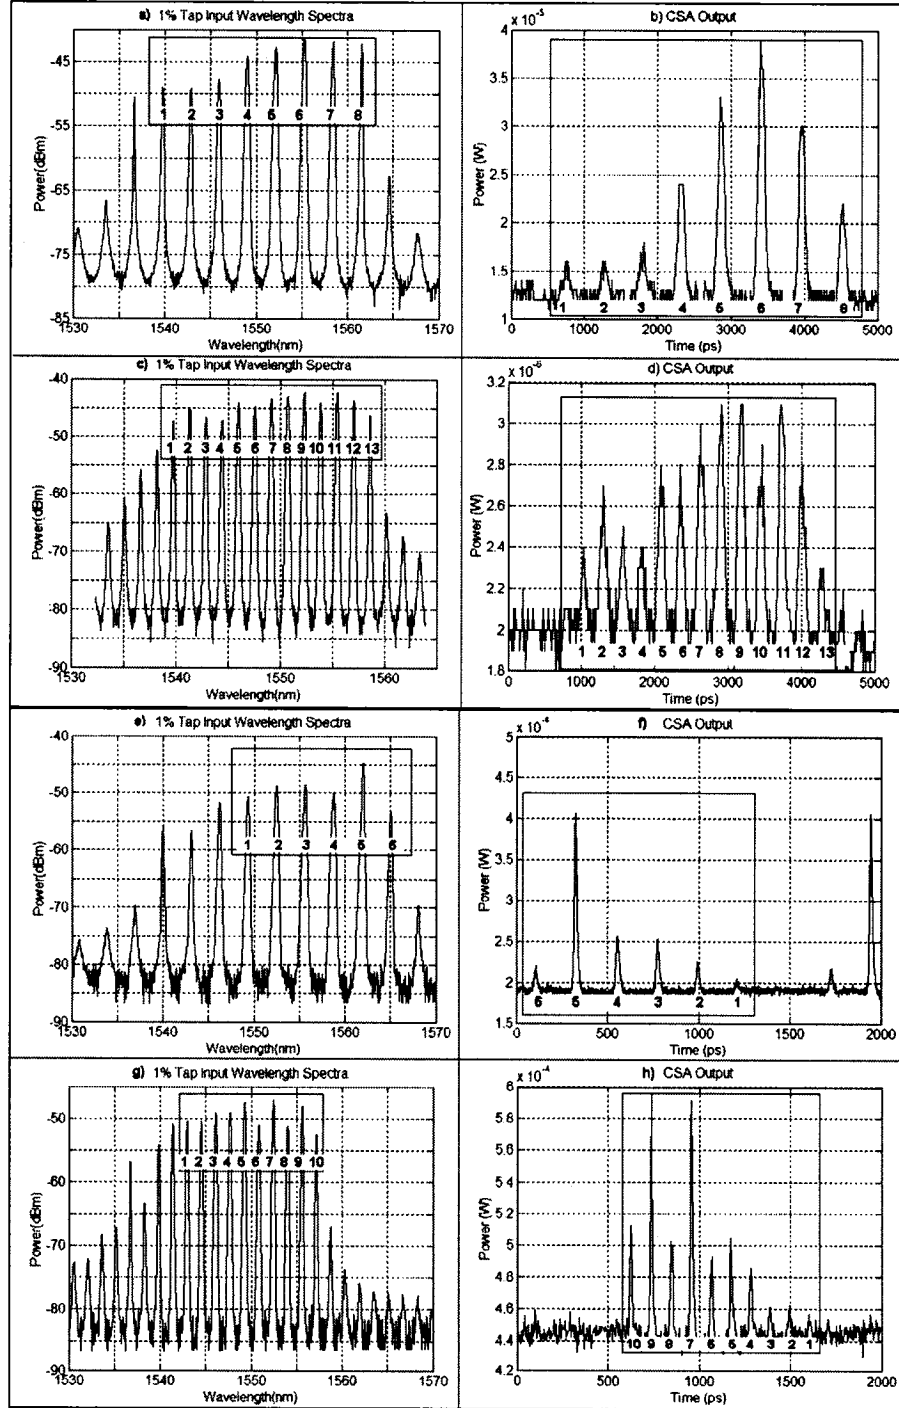 a) 1% Tap Input Wavelength Spectra
Power(dBm)
-45
-55
-65
-75
-85
1 2 3 4 5 6 7 8
1530 1540 1550 1560 1570
Wavelength(nm)
b) CSA Output
x 10
Power (W)
4
3.5
3
2.5
2
1.5
1
1 2 3 4 5 6 7 8
0 1000 2000 3000 4000 5000
Time (ps)
c) 1% Tap Input Wavelength Spectra
Power(dBm)
-40
-50
-60
-70
-80
-90
1 2 3 4 5 6 7 8 9 10 11 12 13
1530 1540 1550 1560
Wavelength(nm)
d) CSA Output
x 10
Power (W)
3.2
3
2.8
2.6
2.4
2.2
2
1.8
1 2 3 4 5 6 7 8 9 10 11 12 13
0 1000 2000 3000 4000 5000
Time (ps)
e) 1% Tap Input Wavelength Spectra
Power(dBm)
-40
-50
-60
-70
-80
-90
1 2 3 4 5 6
1530 1540 1550 1560 1570
Wavelength(nm)
f) CSA Output
x 10
Power (W)
5
4.5
4
3.5
3
2.5
2
1.5
6 5 4 3 2 1
0 500 1000 1500 2000
Time (ps)
g) 1% Tap Input Wavelength Spectra
Power(dBm)
-50
-60
-70
-80
-90
1 2 3 4 5 6 7 8 9 10
1530 1540 1550 1560 1570
Wavelength(nm)
h) CSA Output
x 10⁻⁴
Power (W)
6
5.8
5.6
5.4
5.2
5
4.8
4.6
4.4
4.2
10 9 8 7 6 5 4 3 2 1
0 500 1000 1500 2000
Time (ps)